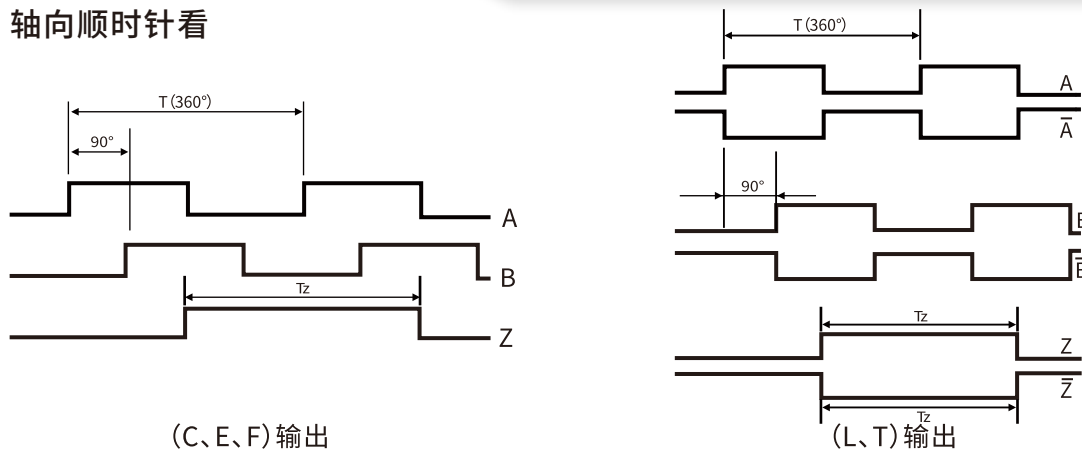 轴向顺时针看
T (360°)
90°
A
B
Tz
Z
(C、E、F) 输出
T (360°)
A
A̅
90°
B
B̅
Tz
Z
Z̅
Tz
(L、T) 输出